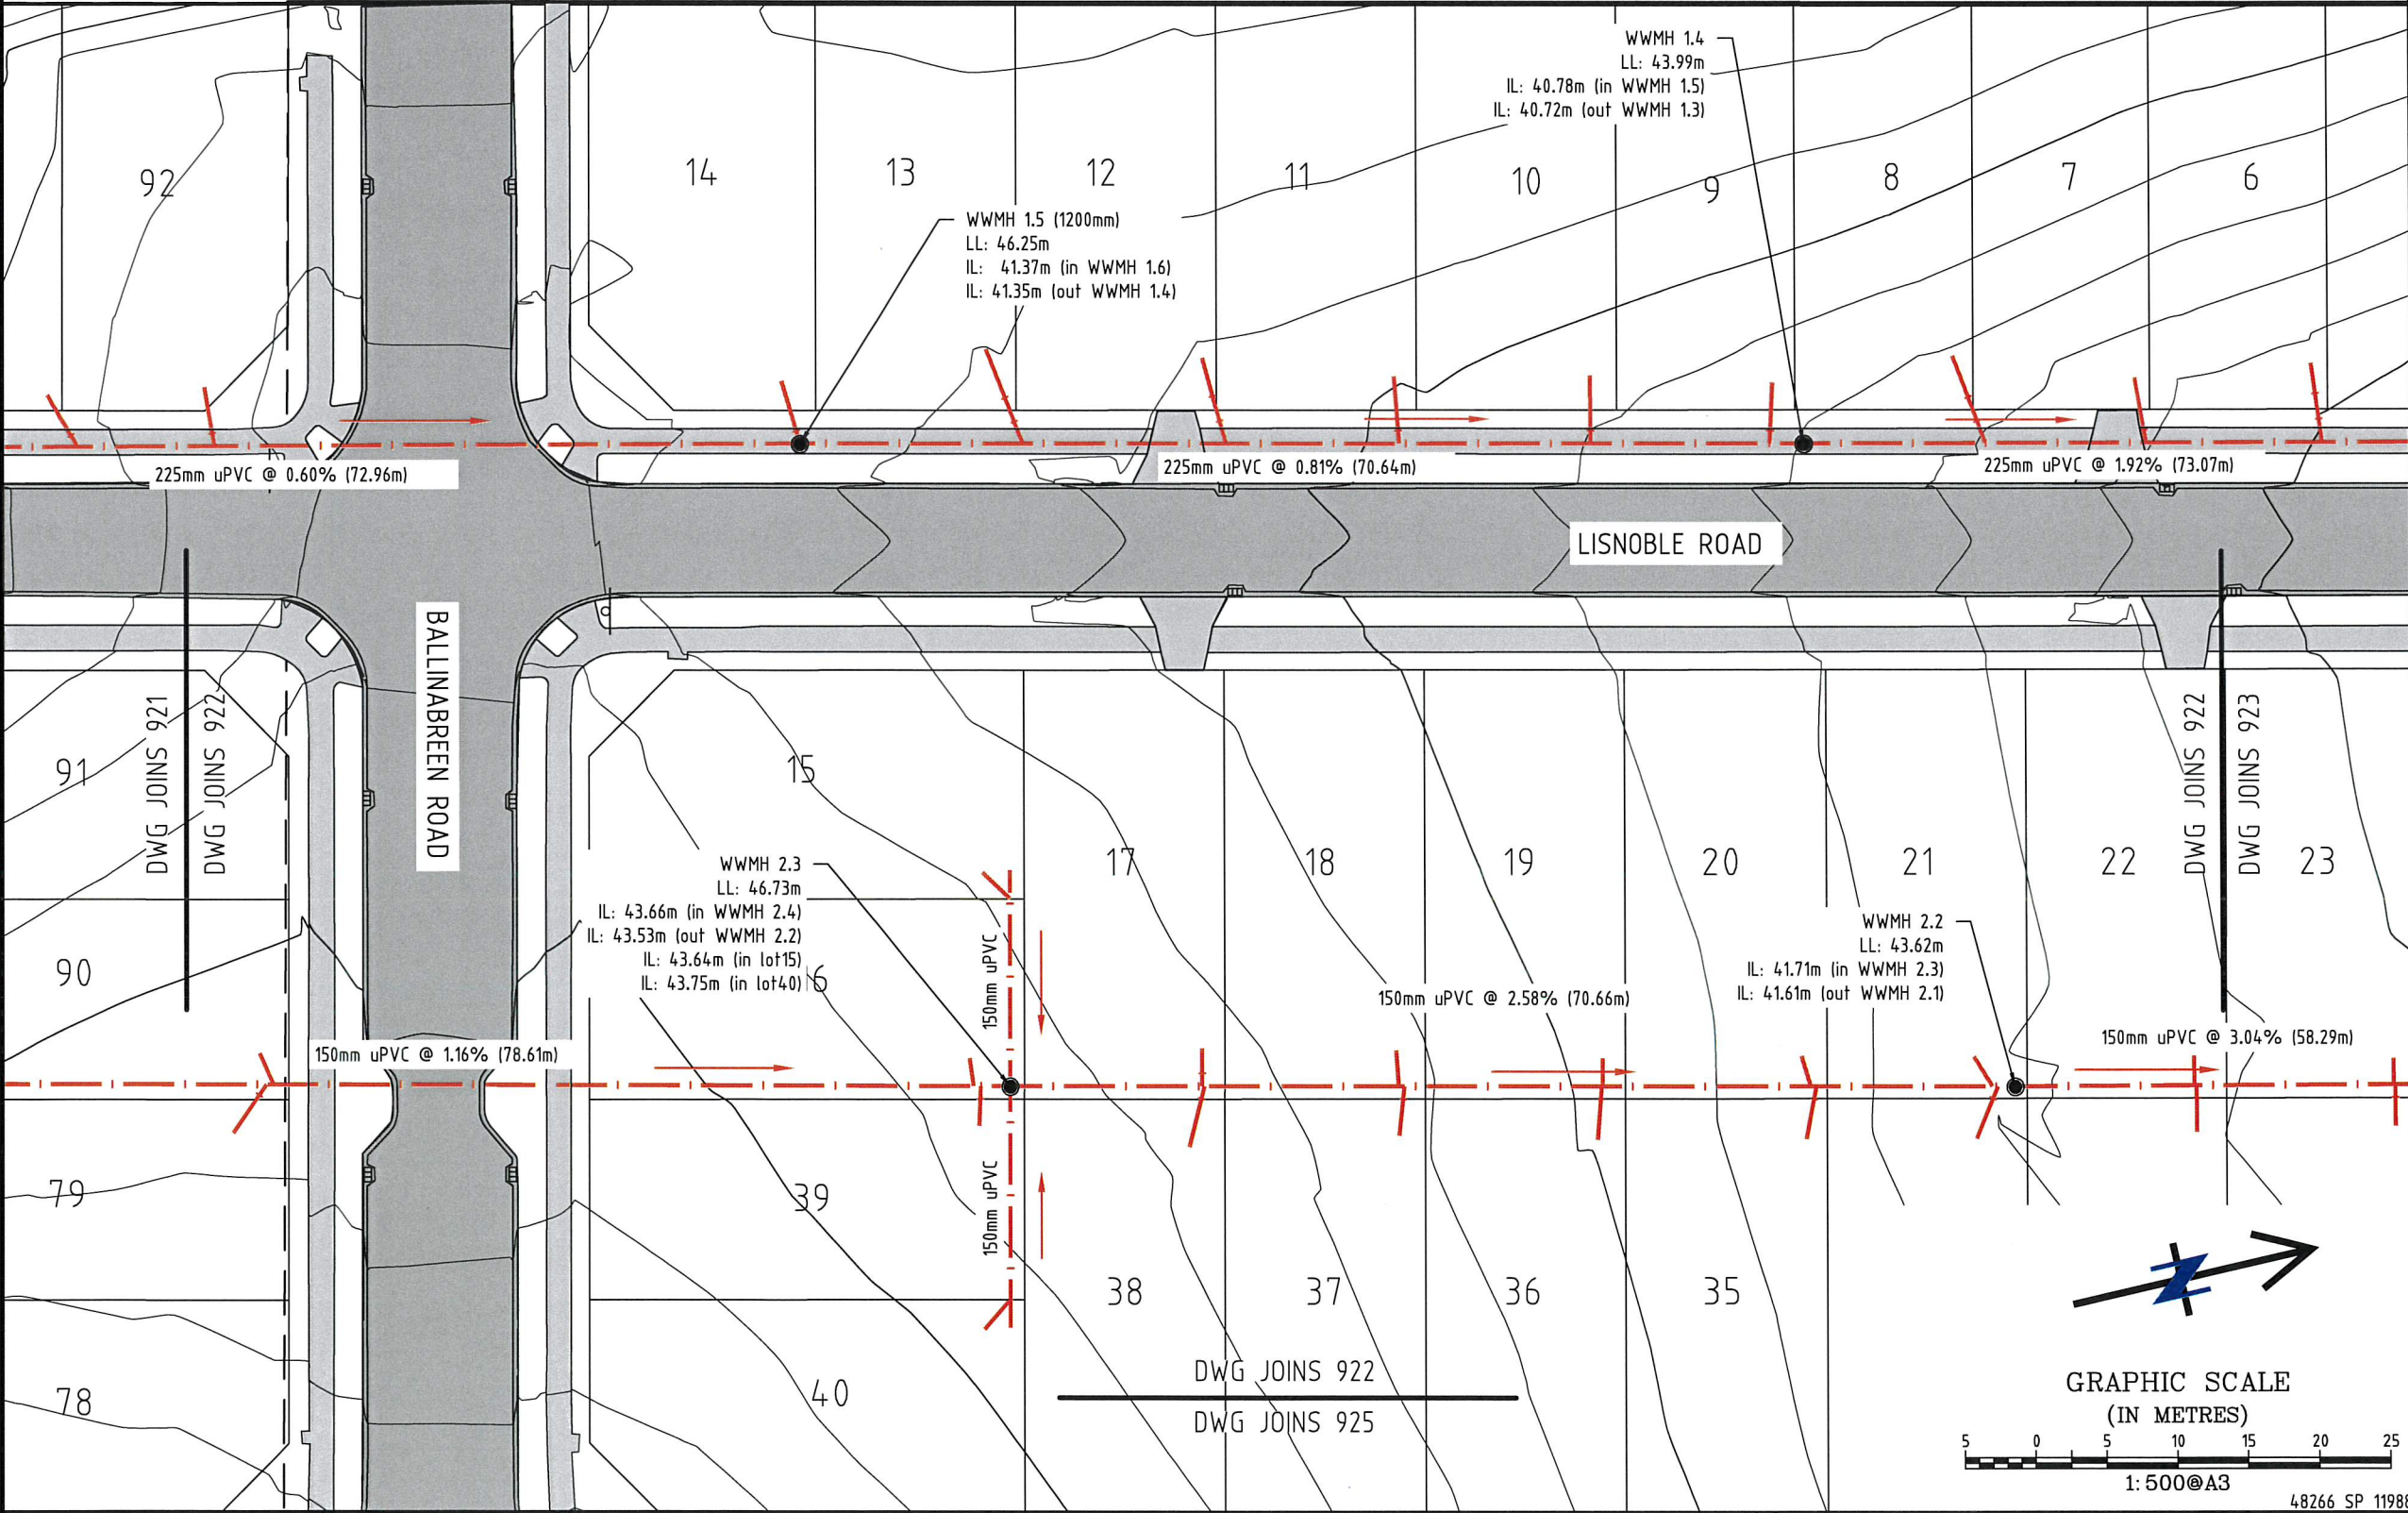 WWMH 1.4
LL: 43.99m
IL: 40.78m (in WWMH 1.5)
IL: 40.72m (out WWMH 1.3)
92
14
13
12
11
10
9
8
7
6
WWMH 1.5 (1200mm)
LL: 46.25m
IL: 41.37m (in WWMH 1.6)
IL: 41.35m (out WWMH 1.4)
225mm uPVC @ 0.60% (72.96m)
225mm uPVC @ 0.81% (70.64m)
225mm uPVC @ 1.92% (73.07m)
LISNOBLE ROAD
BALLINABREEN ROAD
DWG JOINS 921
DWG JOINS 922
DWG JOINS 922
DWG JOINS 923
91
15
90
17
18
19
20
21
22
23
WWMH 2.3
LL: 46.73m
IL: 43.66m (in WWMH 2.4)
IL: 43.53m (out WWMH 2.2)
IL: 43.64m (in lot15)
IL: 43.75m (in lot40)
16
150mm uPVC
WWMH 2.2
LL: 43.62m
IL: 41.71m (in WWMH 2.3)
IL: 41.61m (out WWMH 2.1)
150mm uPVC @ 2.58% (70.66m)
150mm uPVC @ 3.04% (58.29m)
150mm uPVC @ 1.16% (78.61m)
79
39
150mm uPVC
38
37
36
35
78
40
DWG JOINS 922
DWG JOINS 925
GRAPHIC SCALE
(IN METRES)
5 0 5 10 15 20 25
1:500@A3
48266 SP 11988